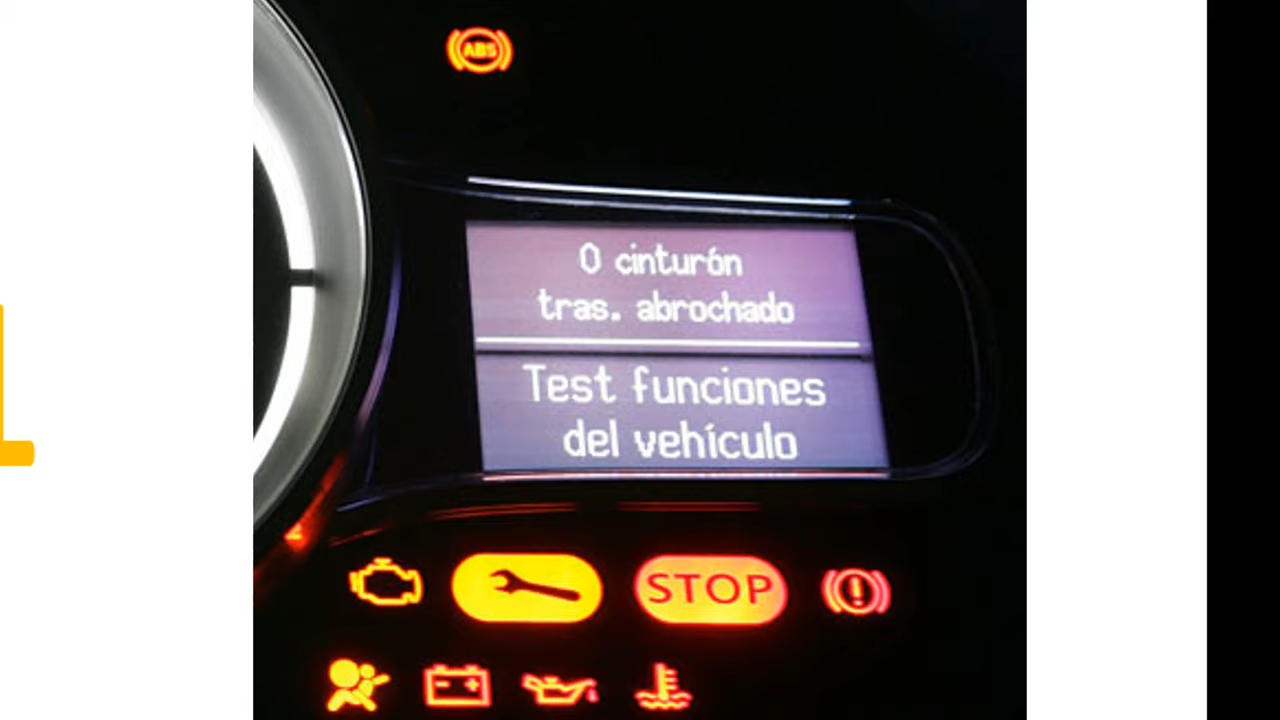 ABS
0 cinturón
tras. abrochado
Test funciones
del vehículo
STOP